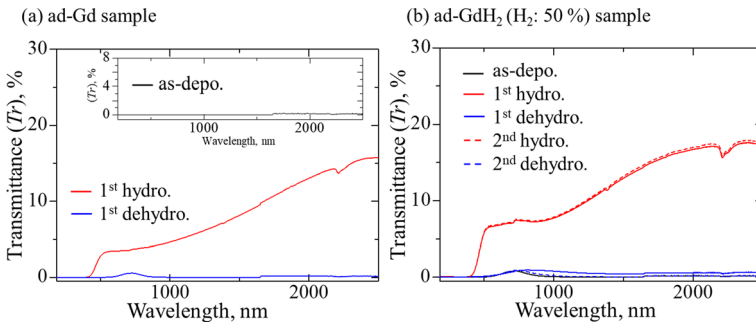 (a) ad-Gd sample
30
20
10
0
Transmittance (Tr), %
8
4
0
(Tr), %
as-depo.
1000
2000
Wavelength, nm
1st hydro.
1st dehydro.
1000
2000
Wavelength, nm
(b) ad-GdH2 (H2: 50 %) sample
30
20
10
0
Transmittance (Tr), %
as-depo.
1st hydro.
1st dehydro.
2nd hydro.
2nd dehydro.
1000
2000
Wavelength, nm